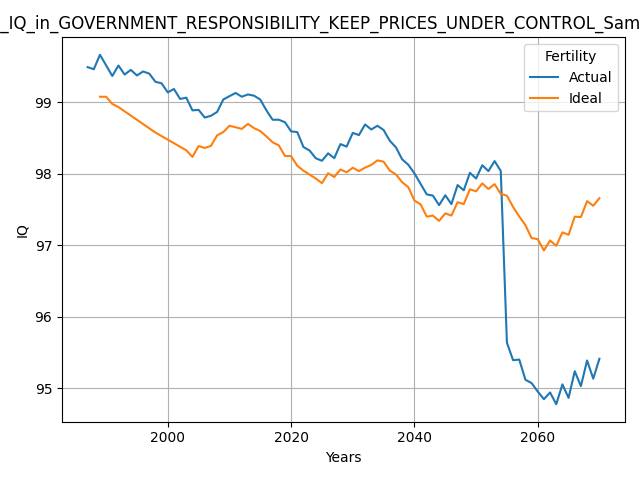 _IQ_in_GOVERNMENT_RESPONSIBILITY_KEEP_PRICES_UNDER_CONTROL_Sam
Fertility
Actual
Ideal
99
98
97
96
95
IQ
2000
2020
2040
2060
Years